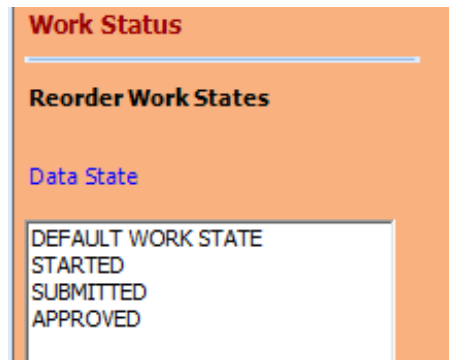 Work Status
Reorder Work States
Data State
DEFAULT WORK STATE
STARTED
SUBMITTED
APPROVED